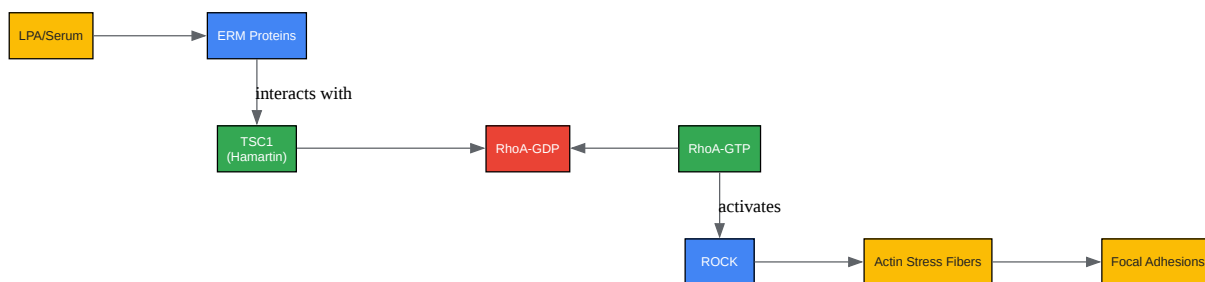 LPA/Serum
ERM Proteins
interacts with
TSC1
(Hamartin)
RhoA-GDP
RhoA-GTP
activates
ROCK
Actin Stress Fibers
Focal Adhesions